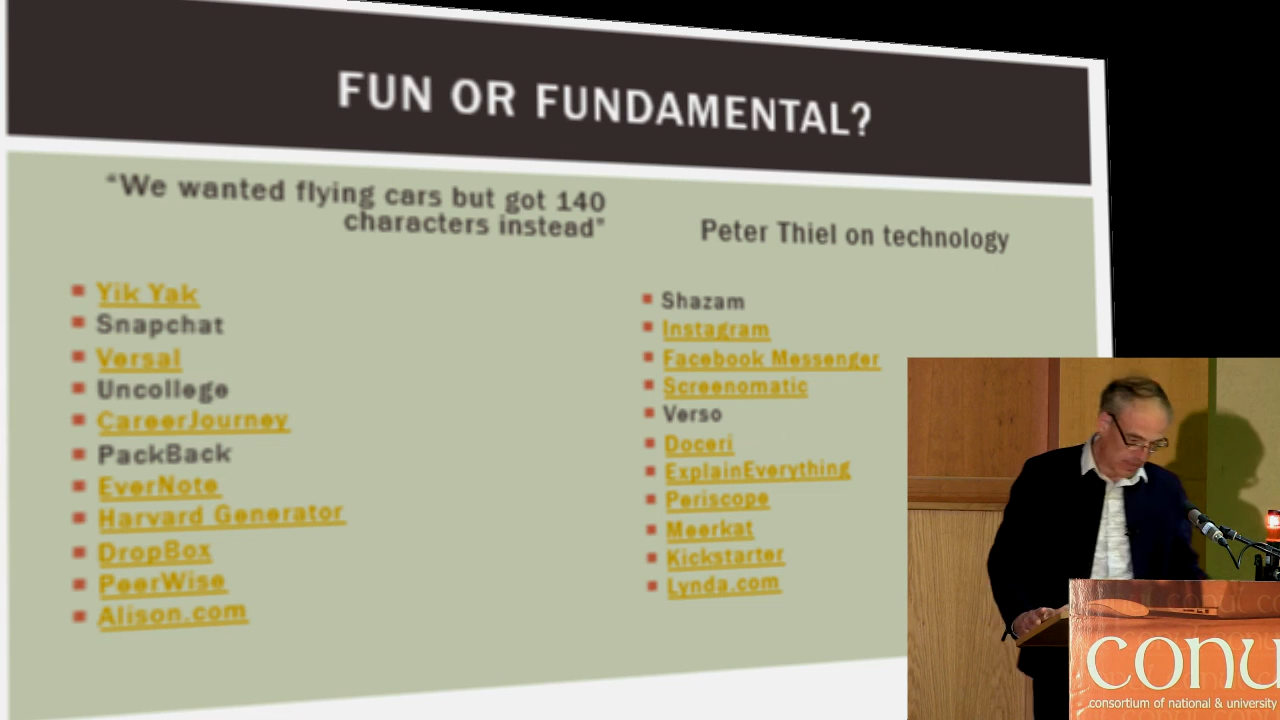 FUN OR FUNDAMENTAL?
"We wanted flying cars but got 140
characters instead"
Peter Thiel on technology
Yik Yak
Snapchat
Versal
Uncollege
CareerJourney
PackBack
EverNote
Harvard Generator
DropBox
PeerWise
Alison.com
Shazam
Instagram
Facebook Messenger
Screenomatic
Verso
Doceri
ExplainEverything
Periscope
Meerkat
Kickstarter
Lynda.com
conu
consortium of national & university